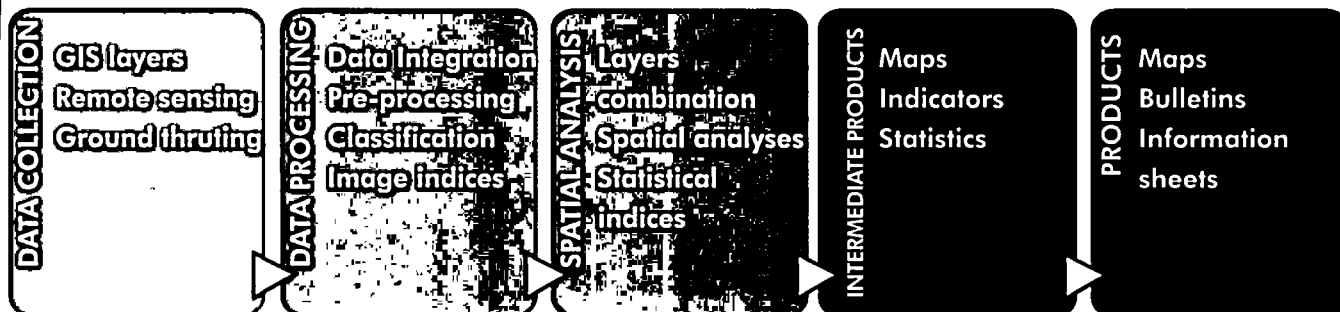 DATA COLLECTION
GIS layers
Remote sensing
Ground thruting
DATA PROCESSING
Data Integration
Pre-processing
Classification
Image indices
SPATIAL ANALYSIS
Layers
combination
Spatial analyses
Statistical
indices
INTERMEDIATE PRODUCTS
Maps
Indicators
Statistics
PRODUCTS
Maps
Bulletins
Information
sheets